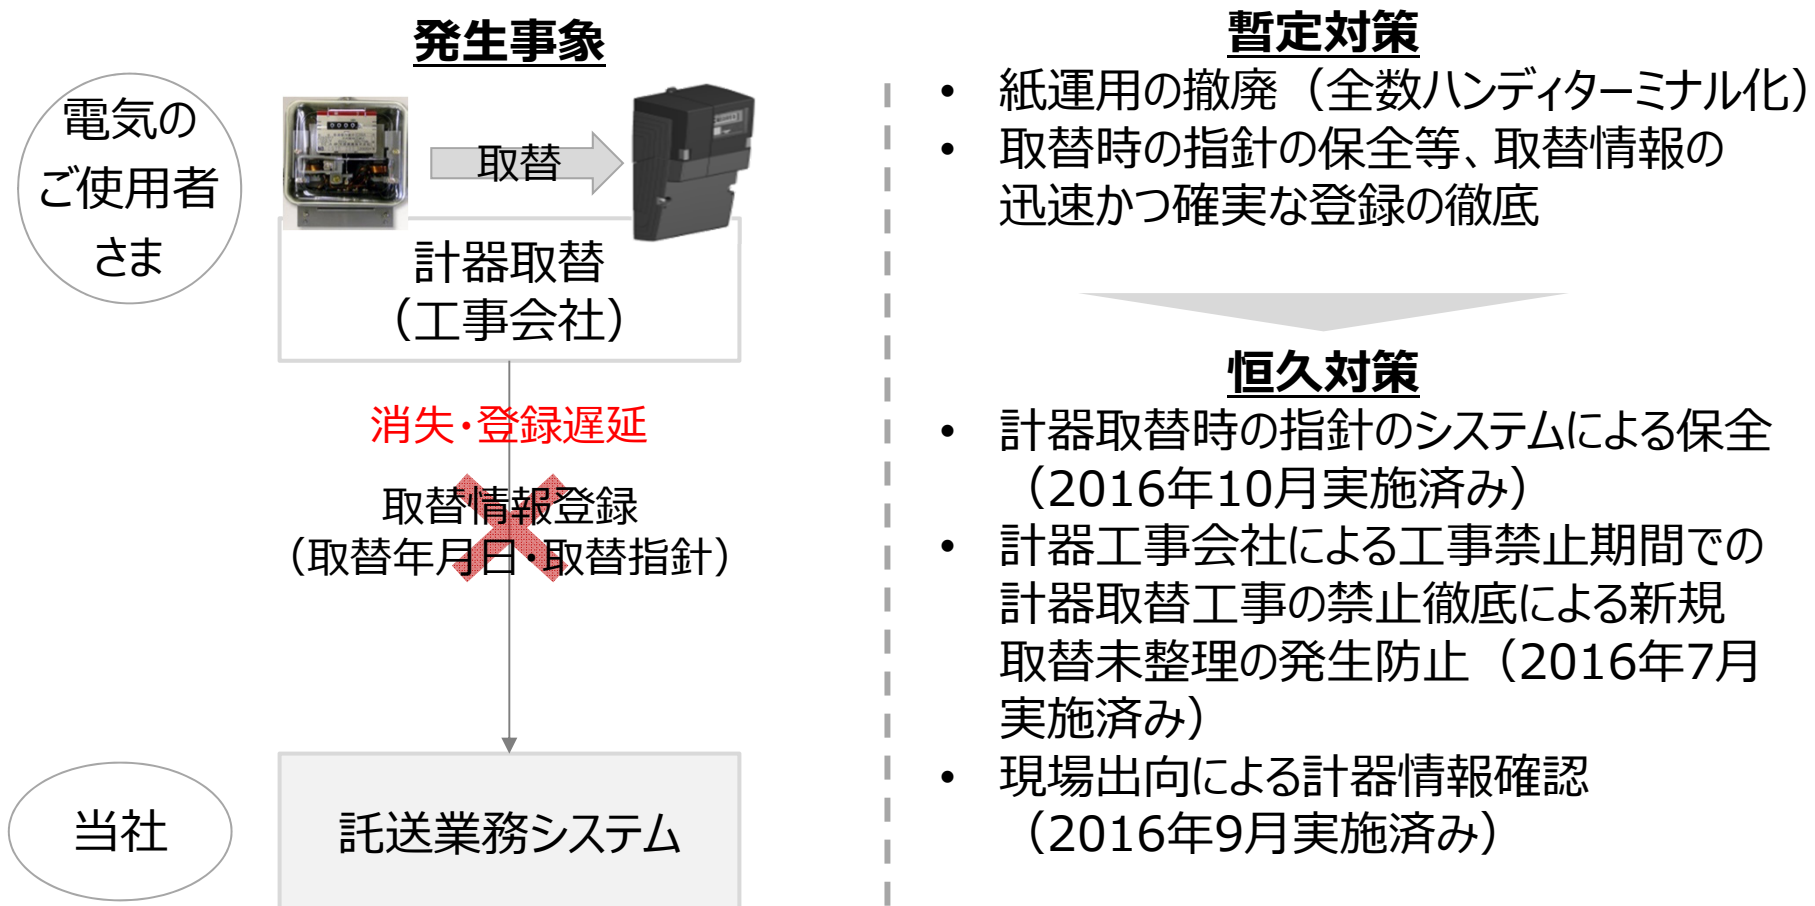 発生事象
電気の
ご使用者
さま
取替
計器取替
（工事会社）
消失・登録遅延
取替情報登録
（取替年月日・取替指針）
当社
託送業務システム
暫定対策
• 紙運用の撤廃（全数ハンディターミナル化）
• 取替時の指針の保全等、取替情報の
迅速かつ確実な登録の徹底
恒久対策
• 計器取替時の指針のシステムによる保全
（2016年10月実施済み）
• 計器工事会社による工事禁止期間での
計器取替工事の禁止徹底による新規
取替未整理の発生防止（2016年7月
実施済み）
• 現場出向による計器情報確認
（2016年9月実施済み）